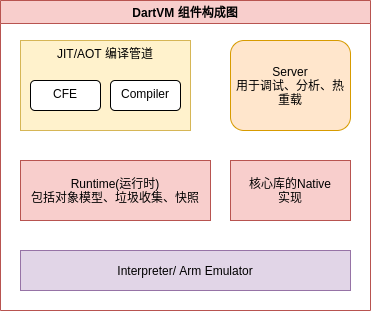 DartVM 组件构成图
JIT/AOT 编译管道
CFE
Compiler
Server
用于调试、分析、热
重载
Runtime(运行时)
包括对象模型、垃圾收集、快照
核心库的Native
实现
Interpreter/ Arm Emulator